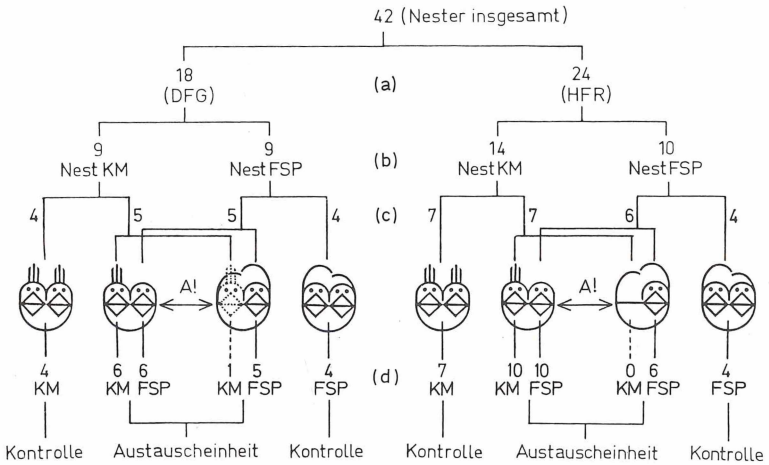 42 (Nester insgesamt)
18 (a) 24
(DFG) (HFR)
9 9 (b) 14 10
Nest KM Nest FSP Nest KM Nest FSP
4 5 5 4 (c) 7 7 6 4
A! A!
4 6 6 1 5 4 (d) 7 10 10 0 6 4
KM KM FSP KM FSP FSP KM KM FSP KM FSP FSP
Kontrolle Austauscheinheit Kontrolle Kontrolle Austauscheinheit Kontrolle